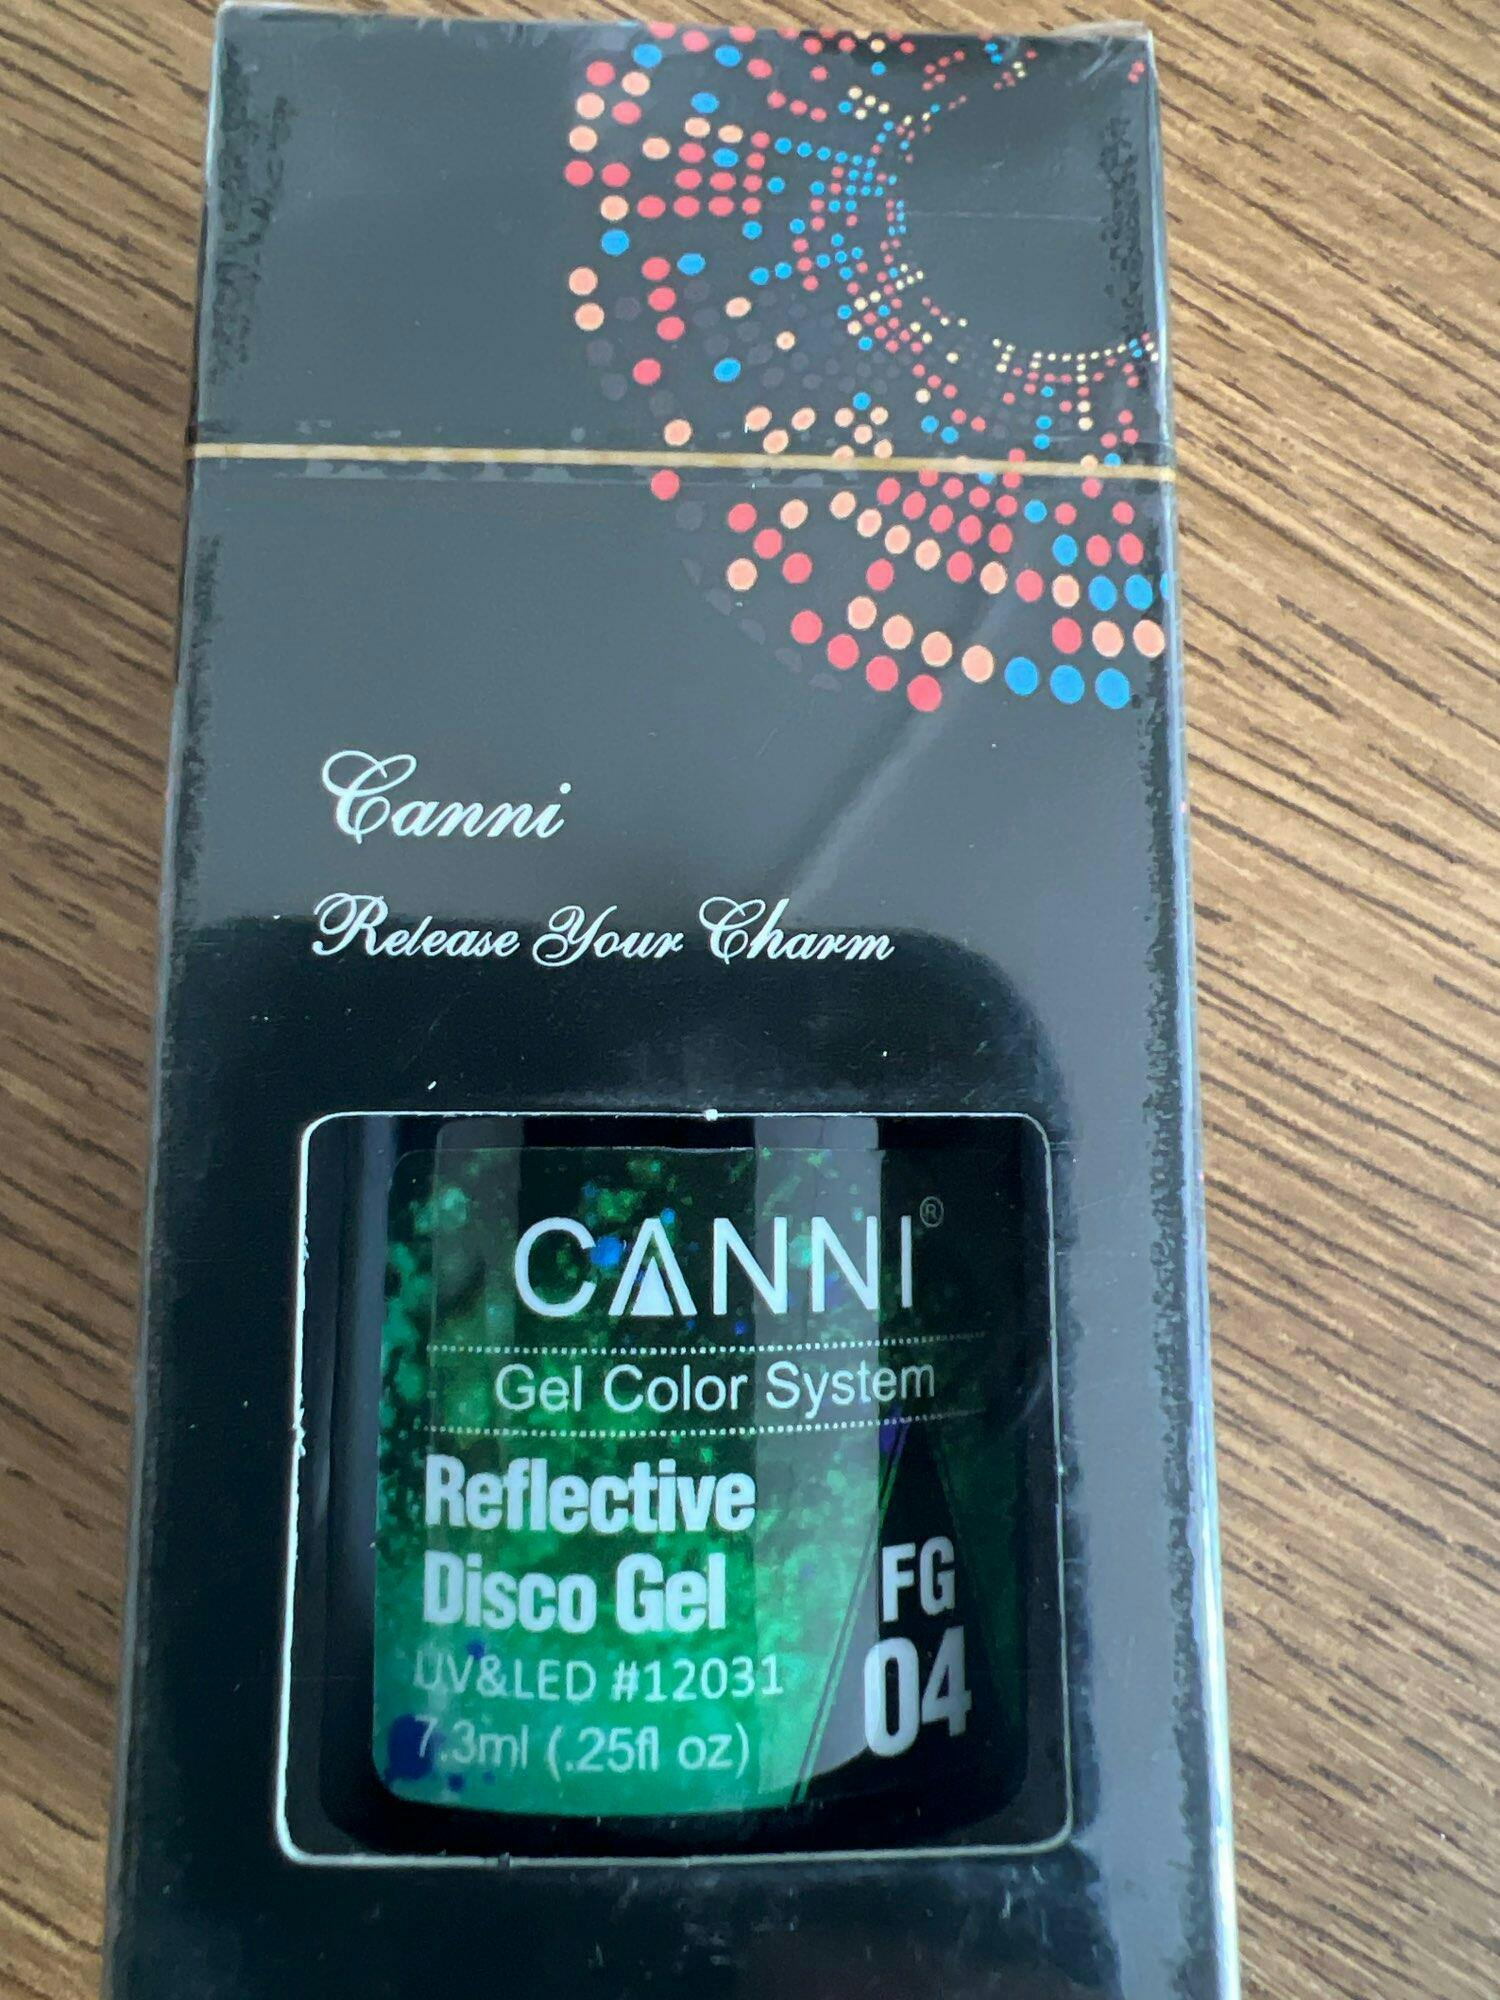 Canni
Release Your Charm
CANNI®
Gel Color System
Reflective
Disco Gel
FG
04
UV&LED #12031
7.3ml (.25fl oz)